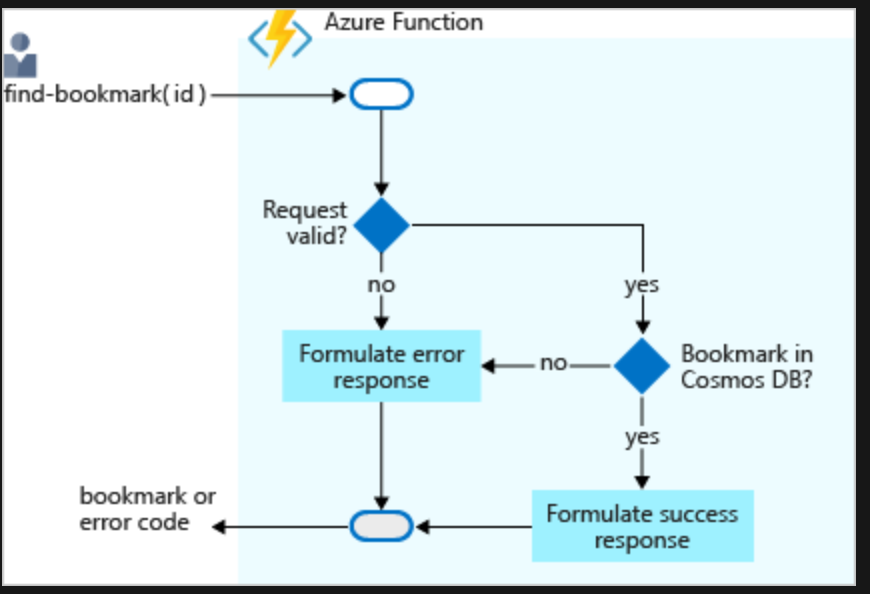 Azure Function
find-bookmark( id )
Request
valid?
no
yes
Formulate error
response
no
Bookmark in
Cosmos DB?
yes
bookmark or
error code
Formulate success
response